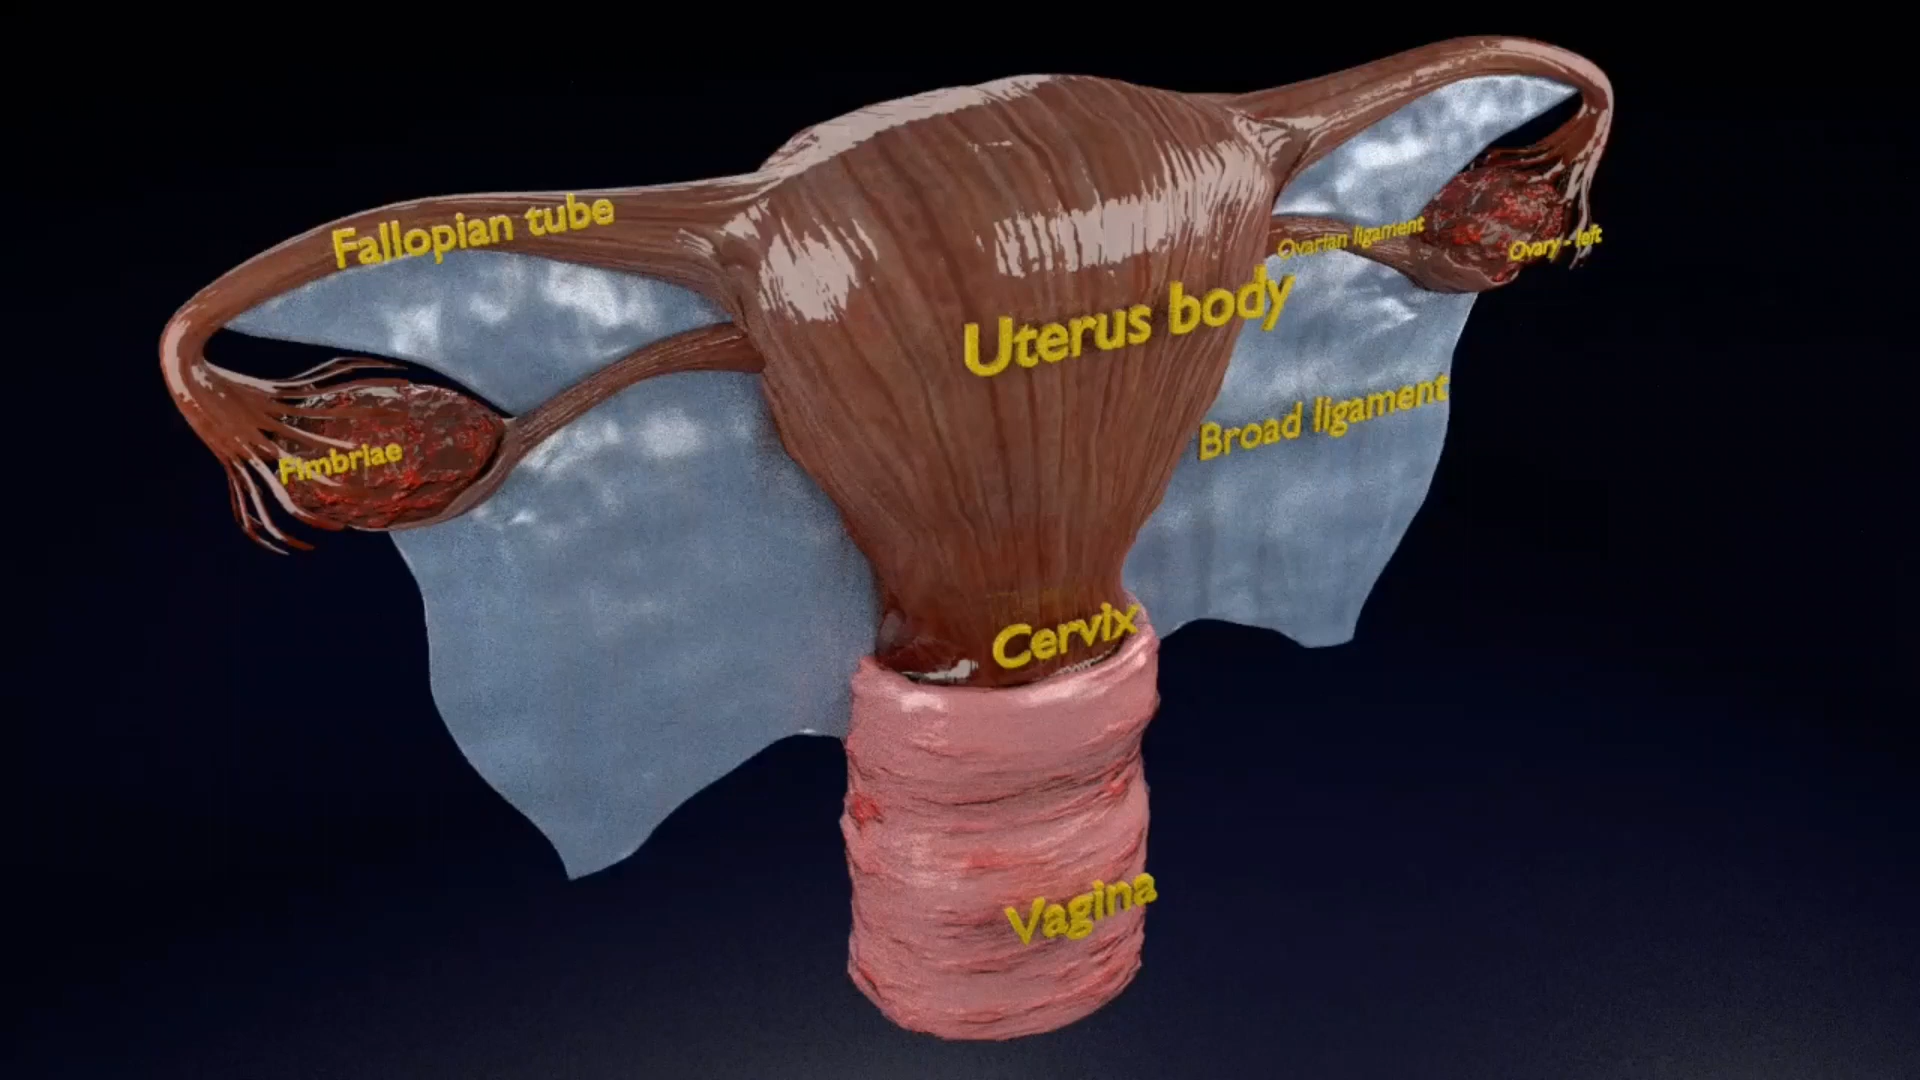 Fallopian tube
Ovarian ligament
Ovary - left
Uterus body
Broad ligament
Fimbriae
Cervix
Vagina